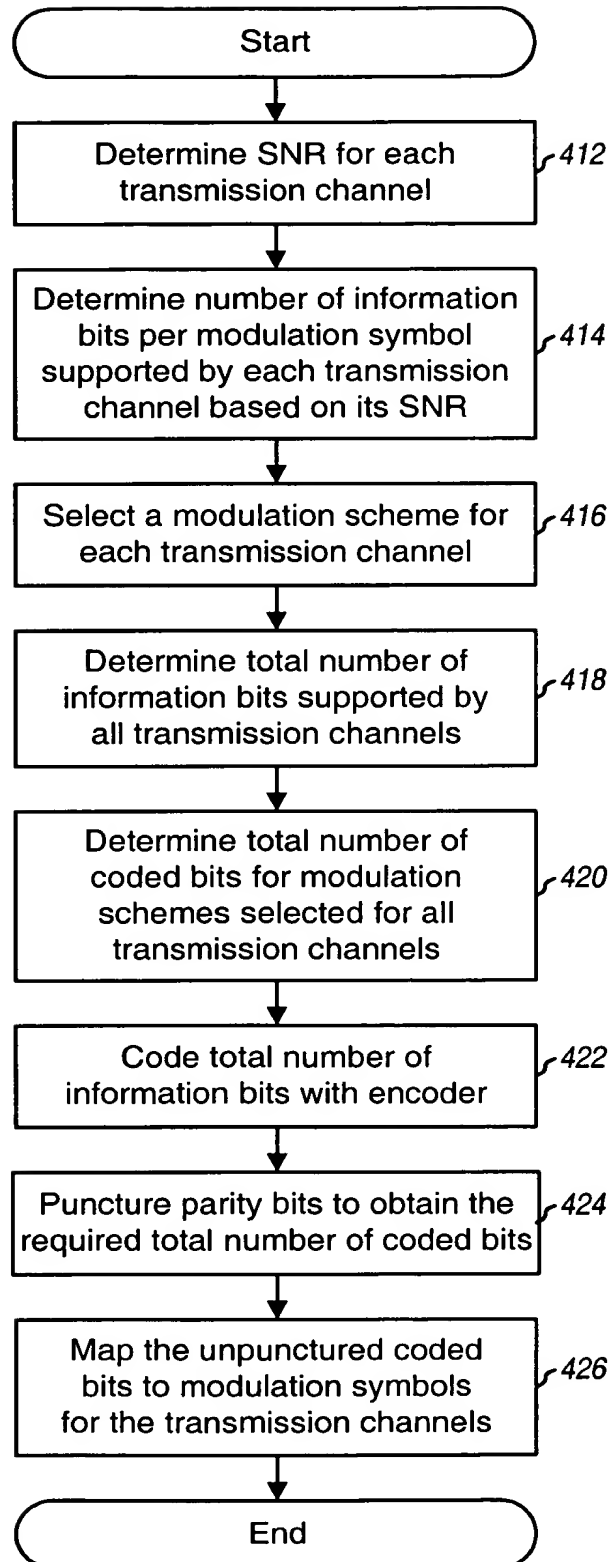 Start
Determine SNR for each
transmission channel
412
Determine number of information
bits per modulation symbol
supported by each transmission
channel based on its SNR
414
Select a modulation scheme for
each transmission channel
416
Determine total number of
information bits supported by
all transmission channels
418
Determine total number of
coded bits for modulation
schemes selected for all
transmission channels
420
Code total number of
information bits with encoder
422
Puncture parity bits to obtain the
required total number of coded bits
424
Map the unpunctured coded
bits to modulation symbols
for the transmission channels
426
End